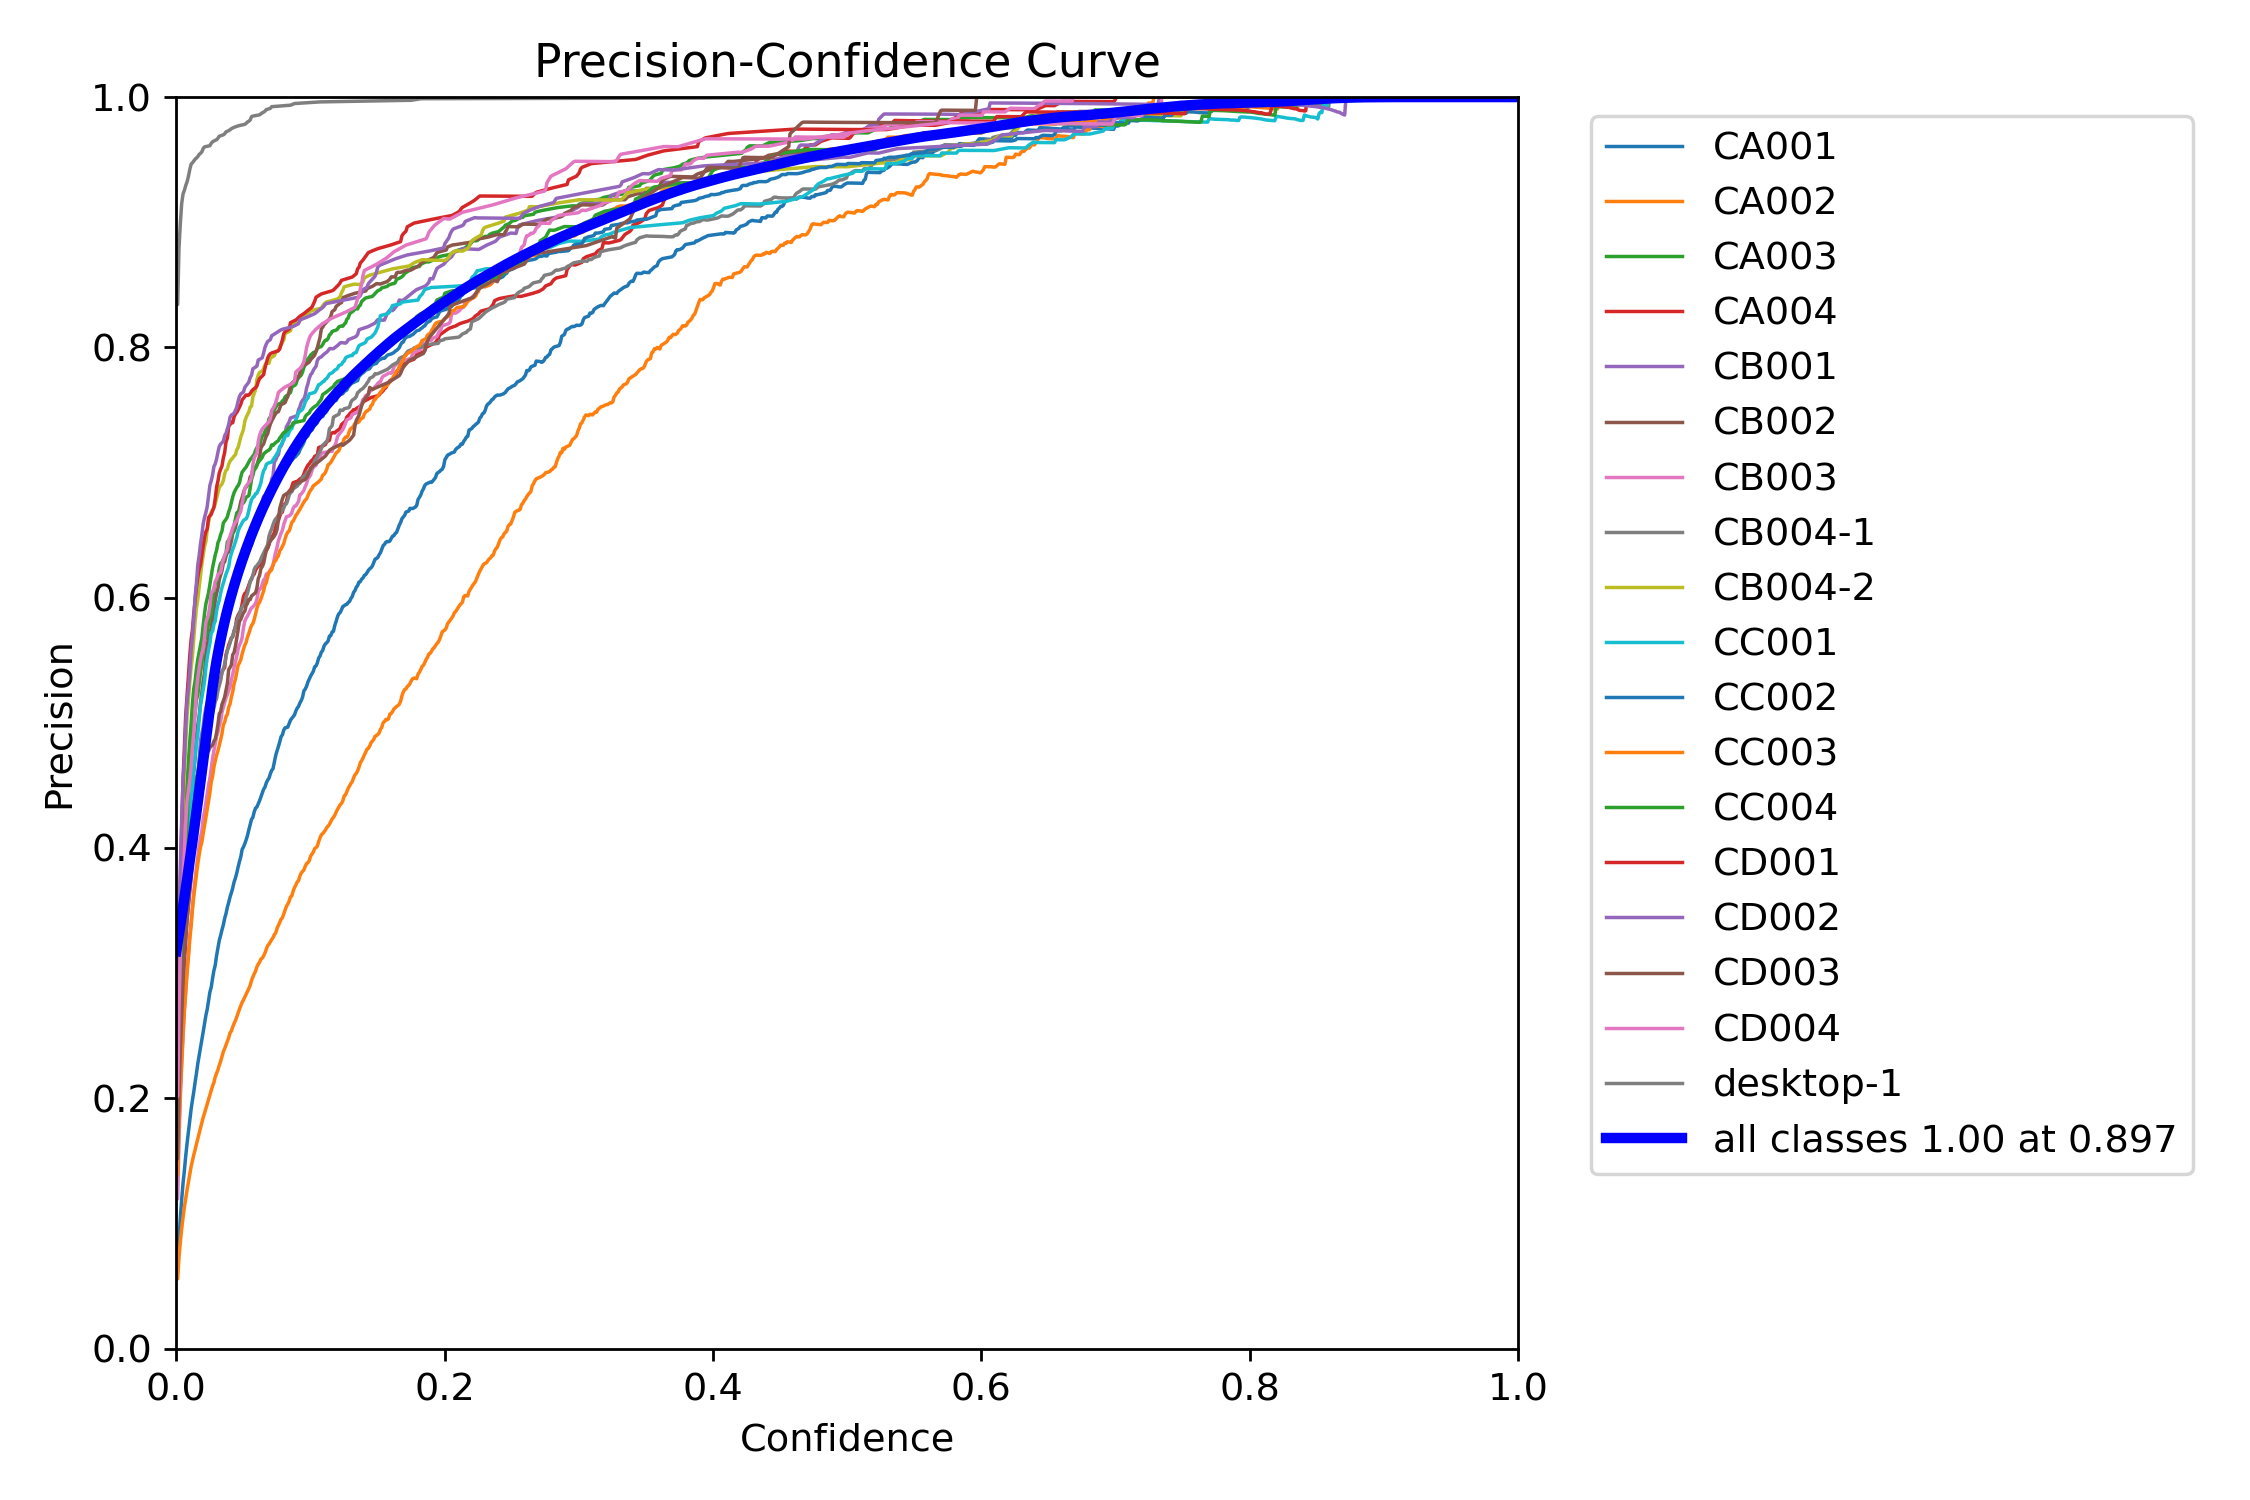 Precision-Confidence Curve
1.0
0.8
0.6
0.4
0.2
0.0
Precision
0.0 0.2 0.4 0.6 0.8 1.0
Confidence
CA001
CA002
CA003
CA004
CB001
CB002
CB003
CB004-1
CB004-2
CC001
CC002
CC003
CC004
CD001
CD002
CD003
CD004
desktop-1
all classes 1.00 at 0.897